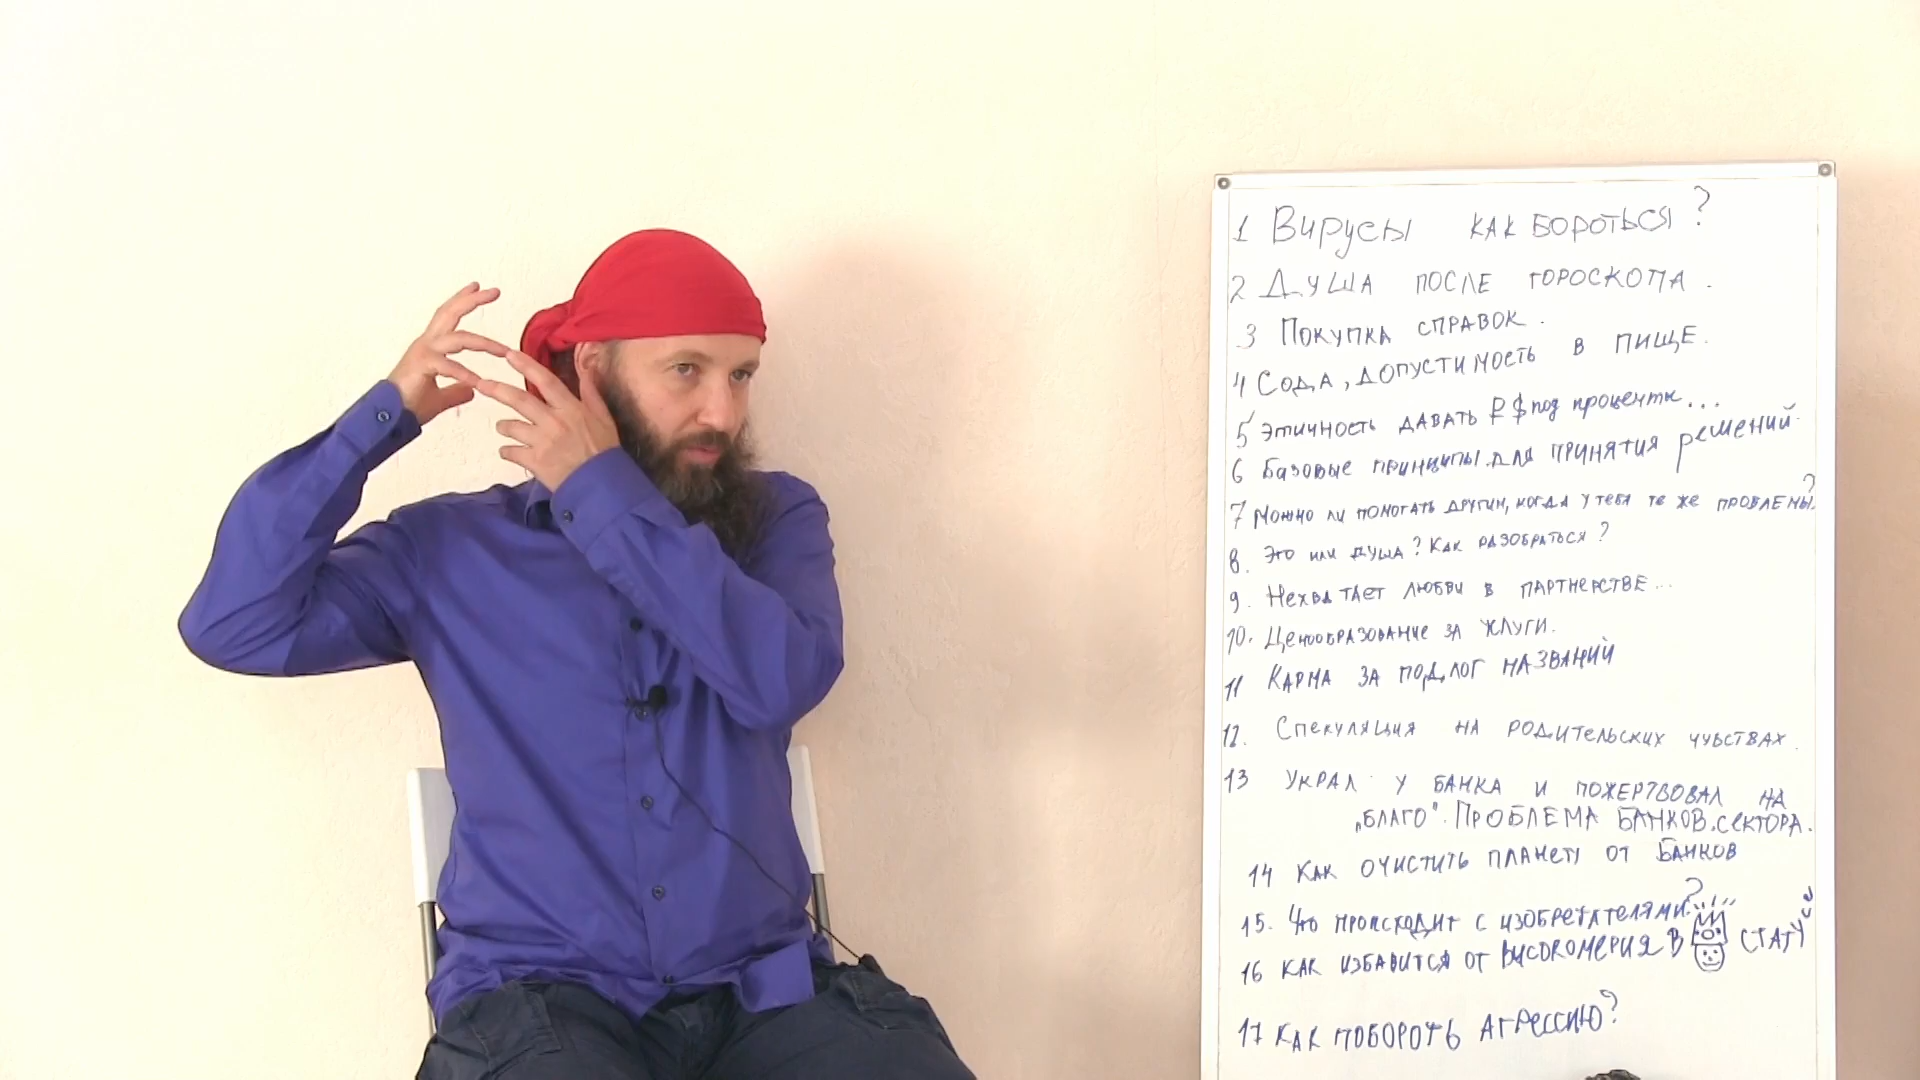 1 Вирусы как бороться?
2 Душа после гороскопа.
3 Покупка справок.
4 Сода, допустимость в пище.
5 Этичность давать ₽ $ под проценты...
6 Базовые принципы для принятия решений.
7 Можно ли помогать другим, когда у тебя те же проблемы?
8. Эго или душа? Как разобраться?
9. Нехватает любви в партнерстве...
10. Ценообразование за услуги.
11 Карма за подлог названий
12. Спекуляция на родительских чувствах.
13 Украл у банка и пожертвовал на
„благо". Проблема банков. сектора.
14 Как очистить планету от банков
15. Что происходит с изобретателями?
16 Как избавится от высокомерия в статусе
17 Как побороть агрессию?